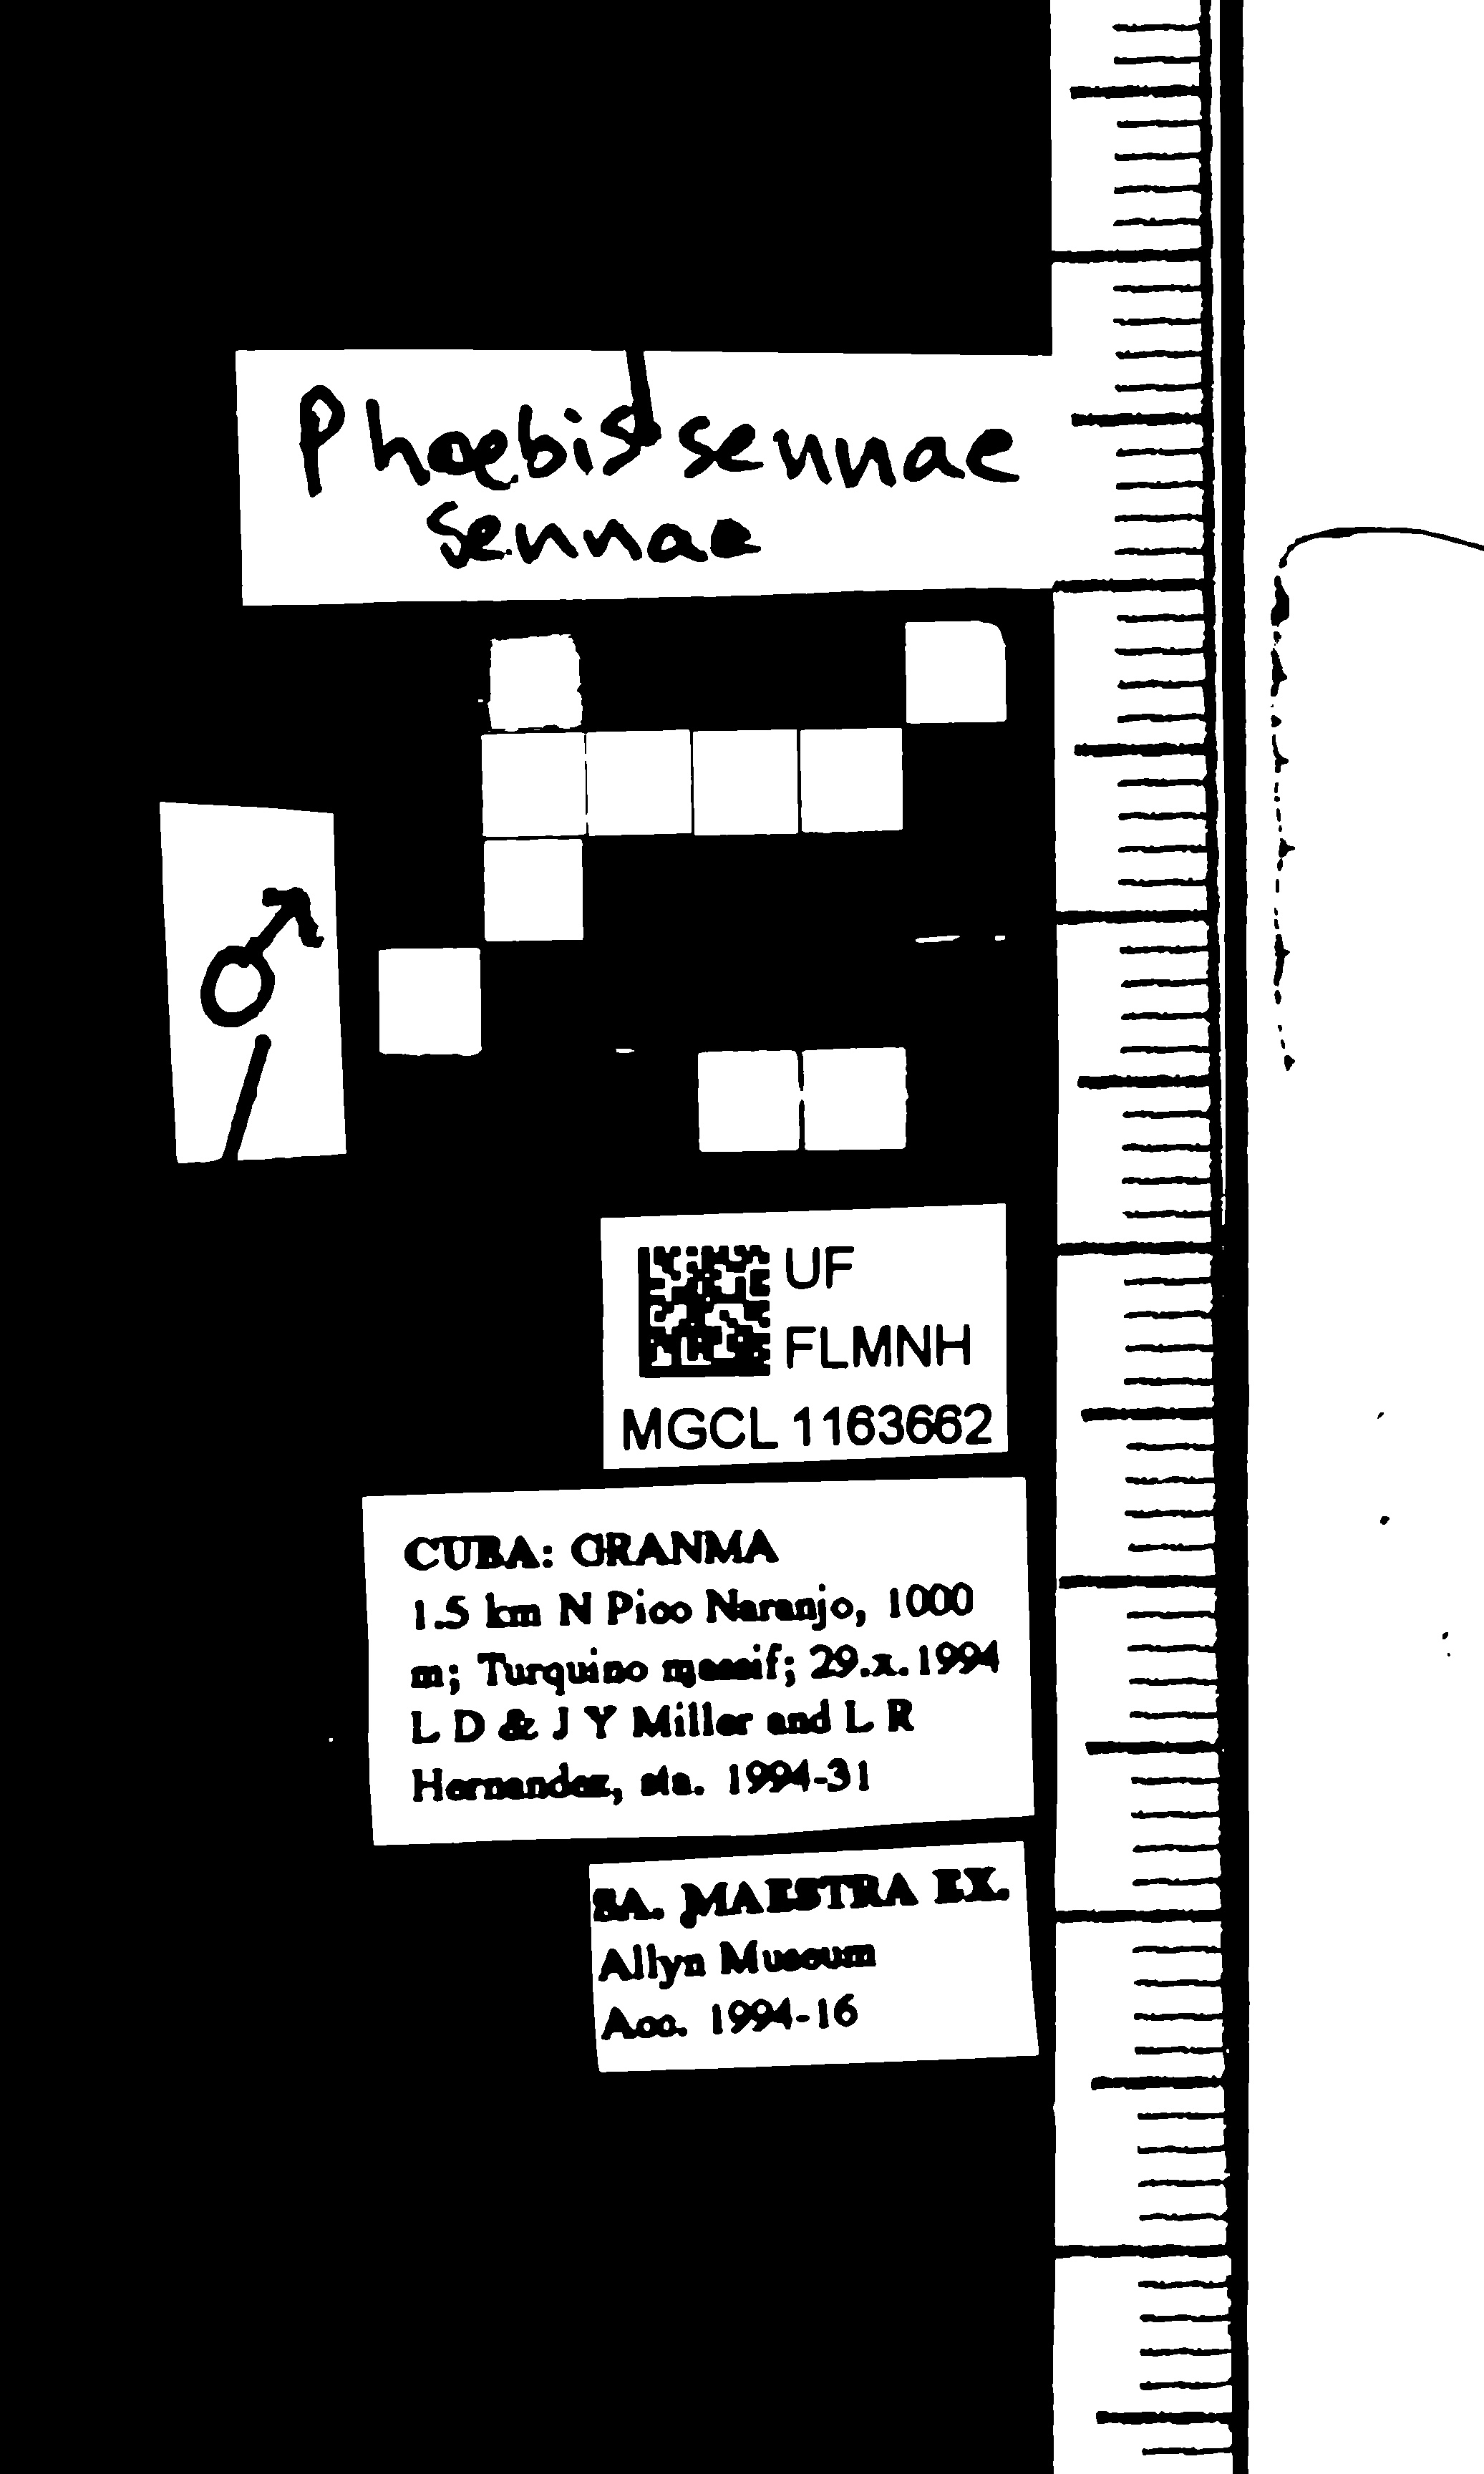 Phoebis sennae
sennae
♂
UF
FLMNH
MGCL 1163662
CUBA: GRANMA
1.5 km N Pico Naranjo, 1000
m; Turquino massif; 29.x.1994
L D & J Y Miller and L R
Hernandez, sta. 1994-31
SA. MAESTRA EX.
Allyn Museum
Acc. 1994-16